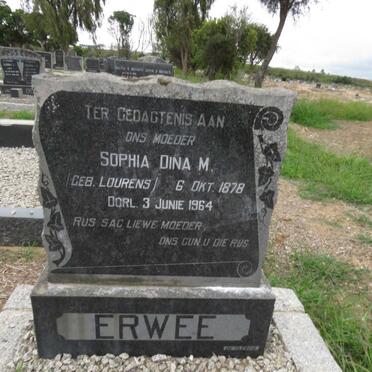 TER GEDAGTENIS AAN
ONS MOEDER
SOPHIA DINA M.
(GEB. LOURENS) 6 OKT. 1878
OORL. 3 JUNIE 1964
RUS SAG LIEWE MOEDER,
ONS GUN U DIE RUS
ERWEE